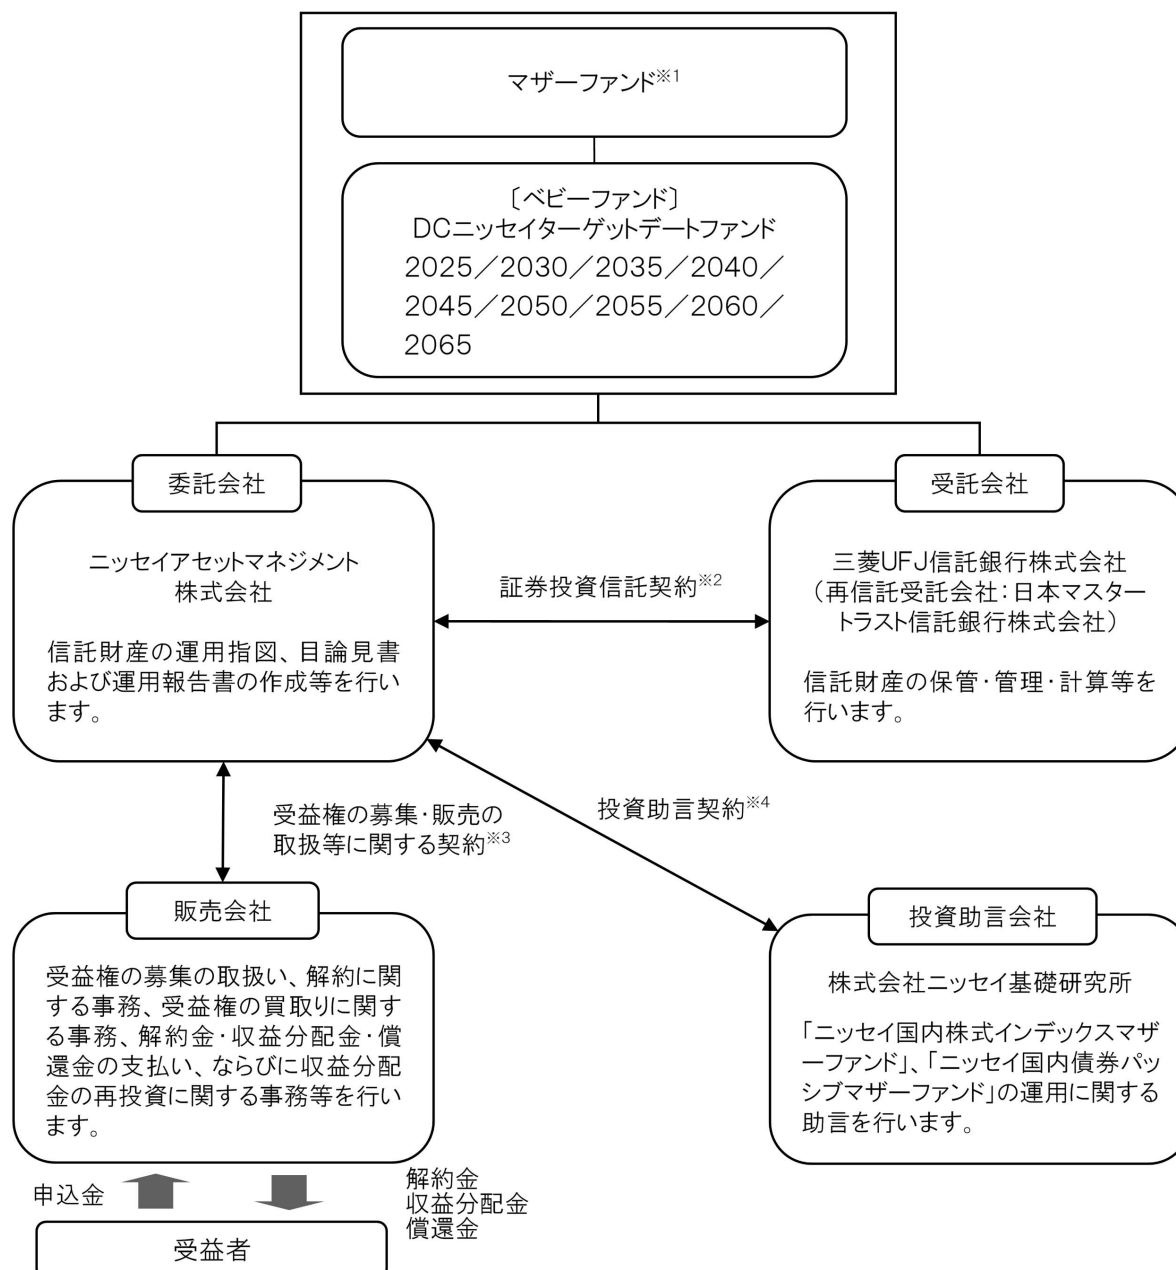 マザーファンド※1
〔ベビーファンド〕
DCニッセイターゲットデートファンド
2025／2030／2035／2040／
2045／2050／2055／2060／
2065
委託会社
ニッセイアセットマネジメント
株式会社
信託財産の運用指図、目論見書
および運用報告書の作成等を行い
ます。
証券投資信託契約※2
受託会社
三菱UFJ信託銀行株式会社
（再信託受託会社：日本マスター
トラスト信託銀行株式会社）
信託財産の保管・管理・計算等を
行います。
受益権の募集・販売の
取扱等に関する契約※3
投資助言契約※4
販売会社
受益権の募集の取扱い、解約に関
する事務、受益権の買取りに関す
る事務、解約金・収益分配金・償
還金の支払い、ならびに収益分配
金の再投資に関する事務等を行い
ます。
投資助言会社
株式会社ニッセイ基礎研究所
「ニッセイ国内株式インデックスマザ
ーファンド」、「ニッセイ国内債券パッ
シブマザーファンド」の運用に関する
助言を行います。
申込金
解約金
収益分配金
償還金
受益者